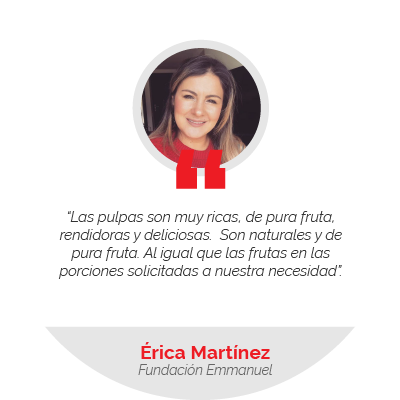 “Las pulpas son muy ricas, de pura fruta,
rendidoras y deliciosas.  Son naturales y de
pura fruta. Al igual que las frutas en las
porciones solicitadas a nuestra necesidad”.
Érica Martínez
Fundación Emmanuel